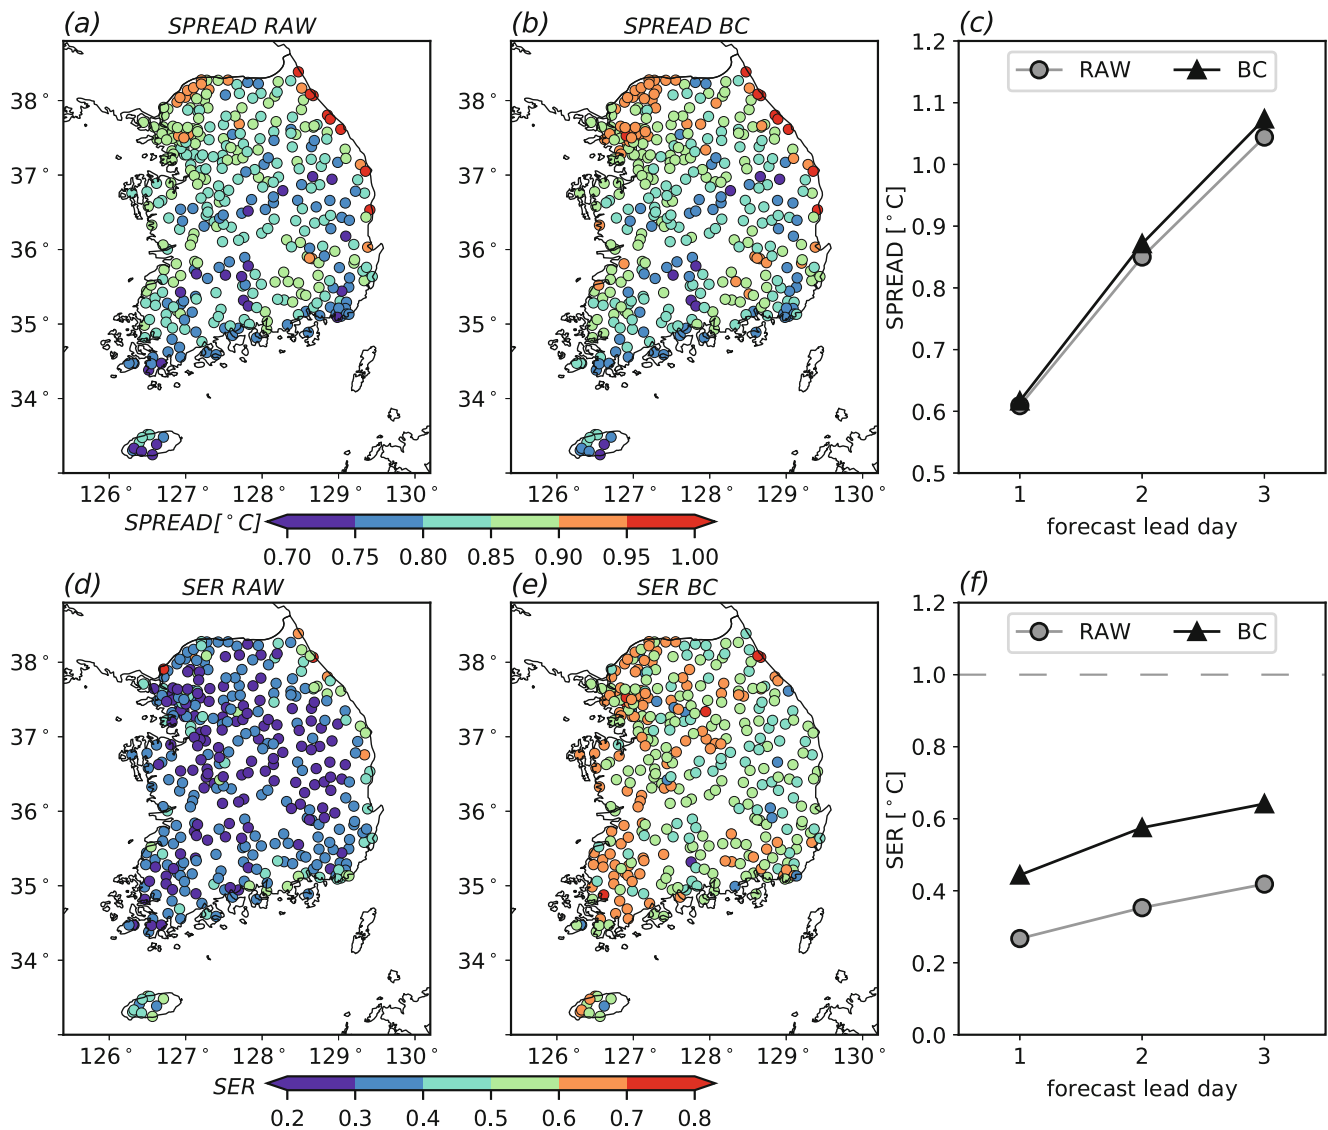 (a) SPREAD RAW
38°
37°
36°
35°
34°
126° 127° 128° 129° 130°
(b) SPREAD BC
38°
37°
36°
35°
34°
126° 127° 128° 129° 130°
SPREAD[°C]
0.70 0.75 0.80 0.85 0.90 0.95 1.00
(c)
RAW BC
SPREAD [°C]
1.2
1.1
1.0
0.9
0.8
0.7
0.6
0.5
1 2 3
forecast lead day
(d) SER RAW
38°
37°
36°
35°
34°
126° 127° 128° 129° 130°
(e) SER BC
38°
37°
36°
35°
34°
126° 127° 128° 129° 130°
SER
0.2 0.3 0.4 0.5 0.6 0.7 0.8
(f)
RAW BC
SER [°C]
1.2
1.0
0.8
0.6
0.4
0.2
0.0
1 2 3
forecast lead day